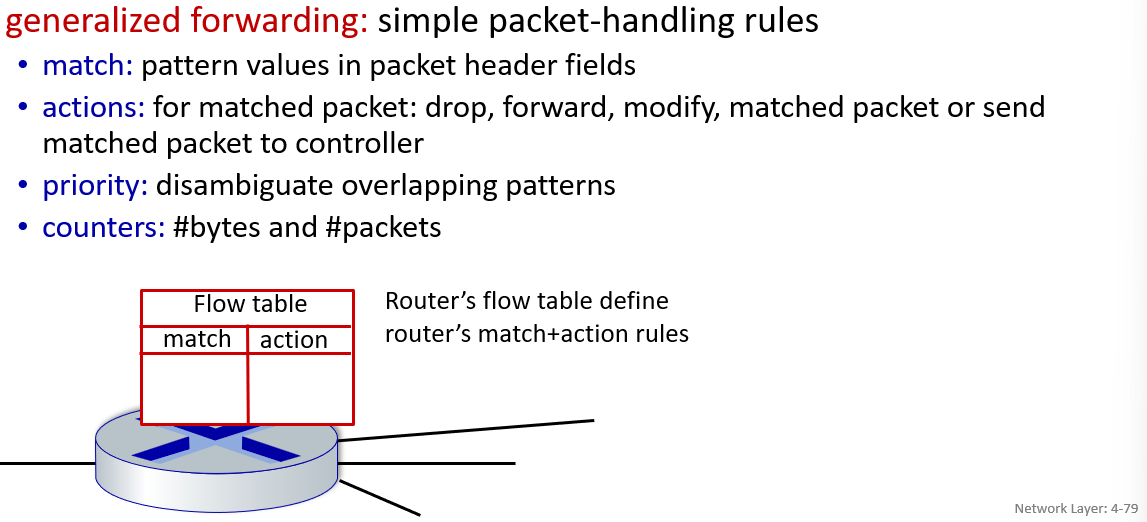 generalized forwarding: simple packet-handling rules
• match: pattern values in packet header fields
• actions: for matched packet: drop, forward, modify, matched packet or send
matched packet to controller
• priority: disambiguate overlapping patterns
• counters: #bytes and #packets
Flow table
match action
Router’s flow table define
router’s match+action rules
Network Layer: 4-79